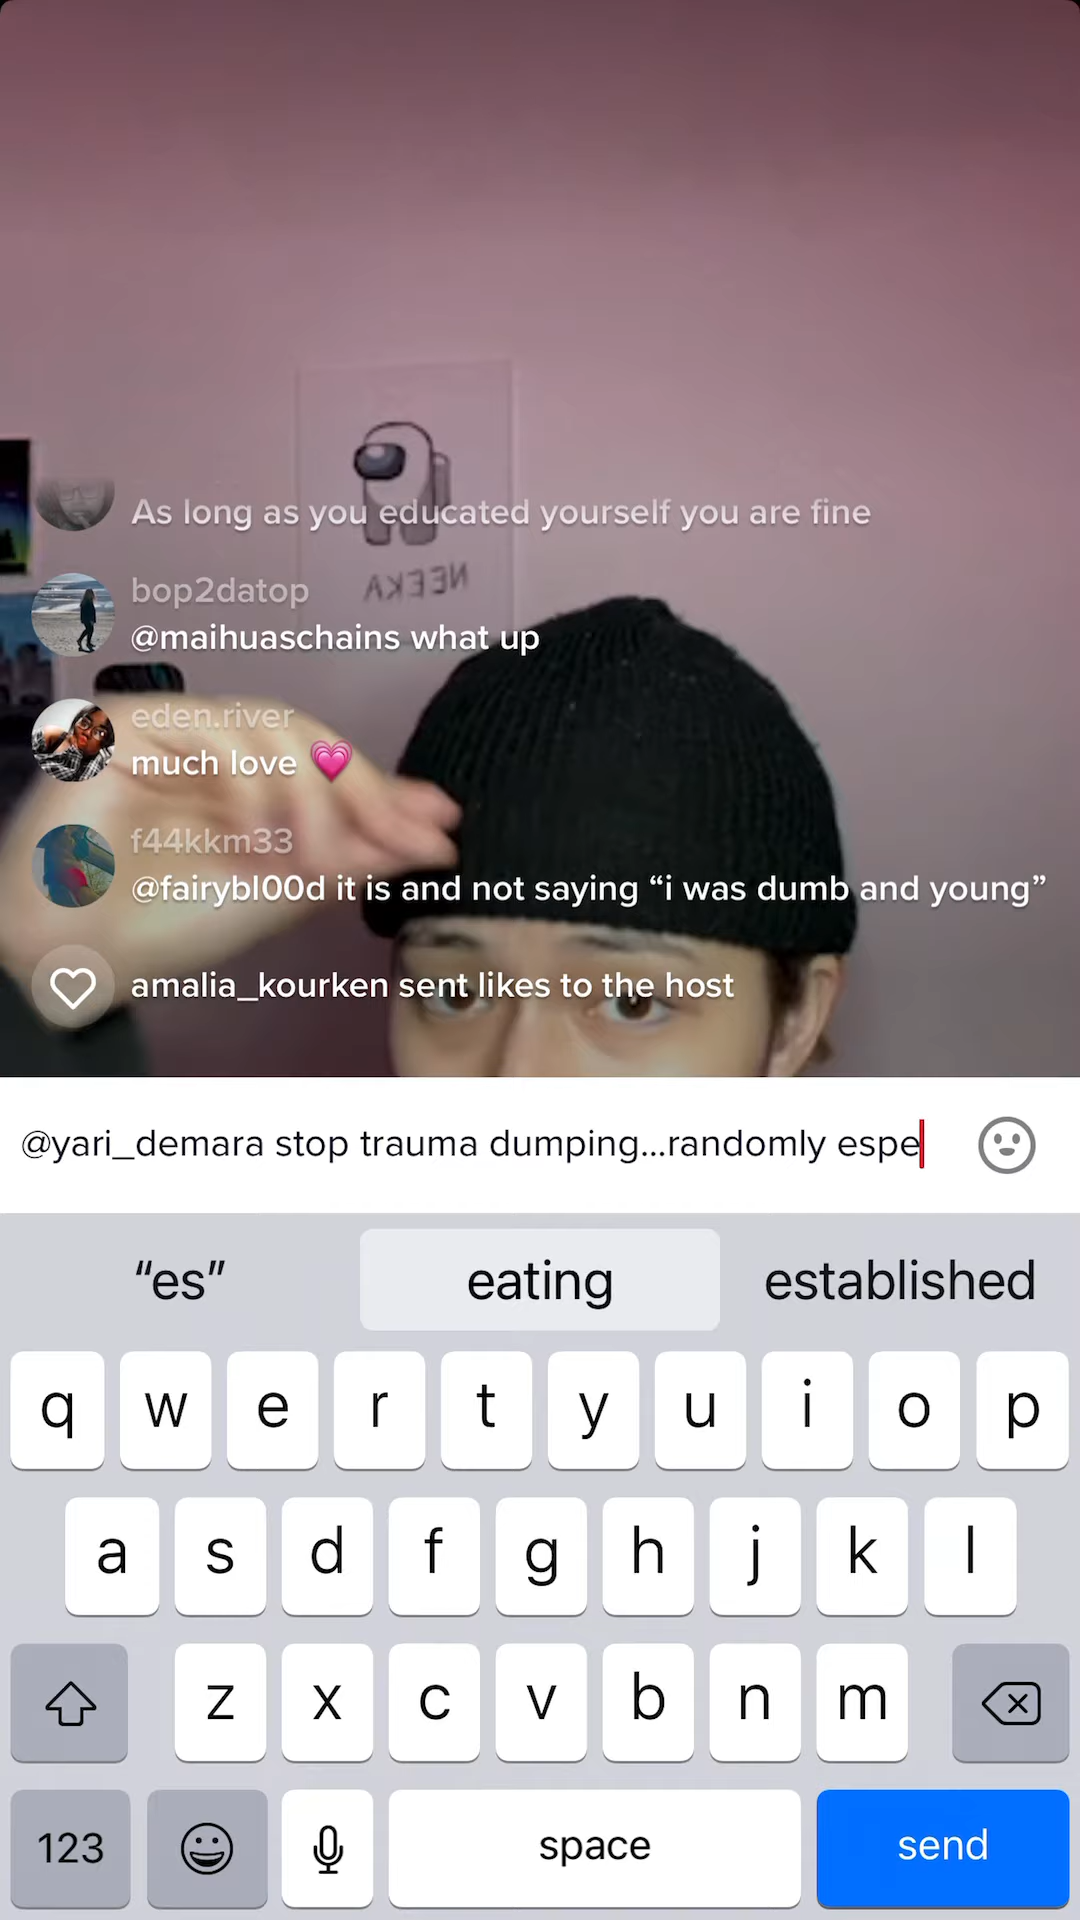 As long as you educated yourself you are fine
NEEKA
bop2datop
@maihuaschains what up
eden.river
much love 💗
f44kkm33
@fairybl00d it is and not saying “i was dumb and young”
amalia_kourken sent likes to the host
@yari_demara stop trauma dumping...randomly espe
“es” eating established
q w e r t y u i o p
a s d f g h j k l
z x c v b n m
123 space send